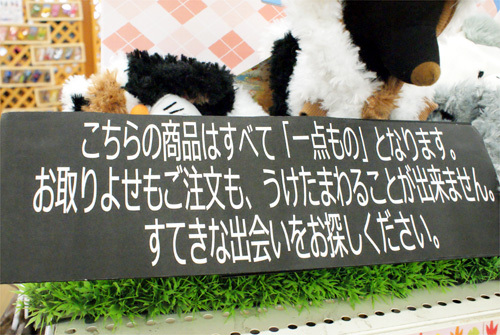 こちらの商品はすべて「一点もの」となります。
お取りよせもご注文も、うけたまわることが出来ません。
すてきな出会いをお探しください。